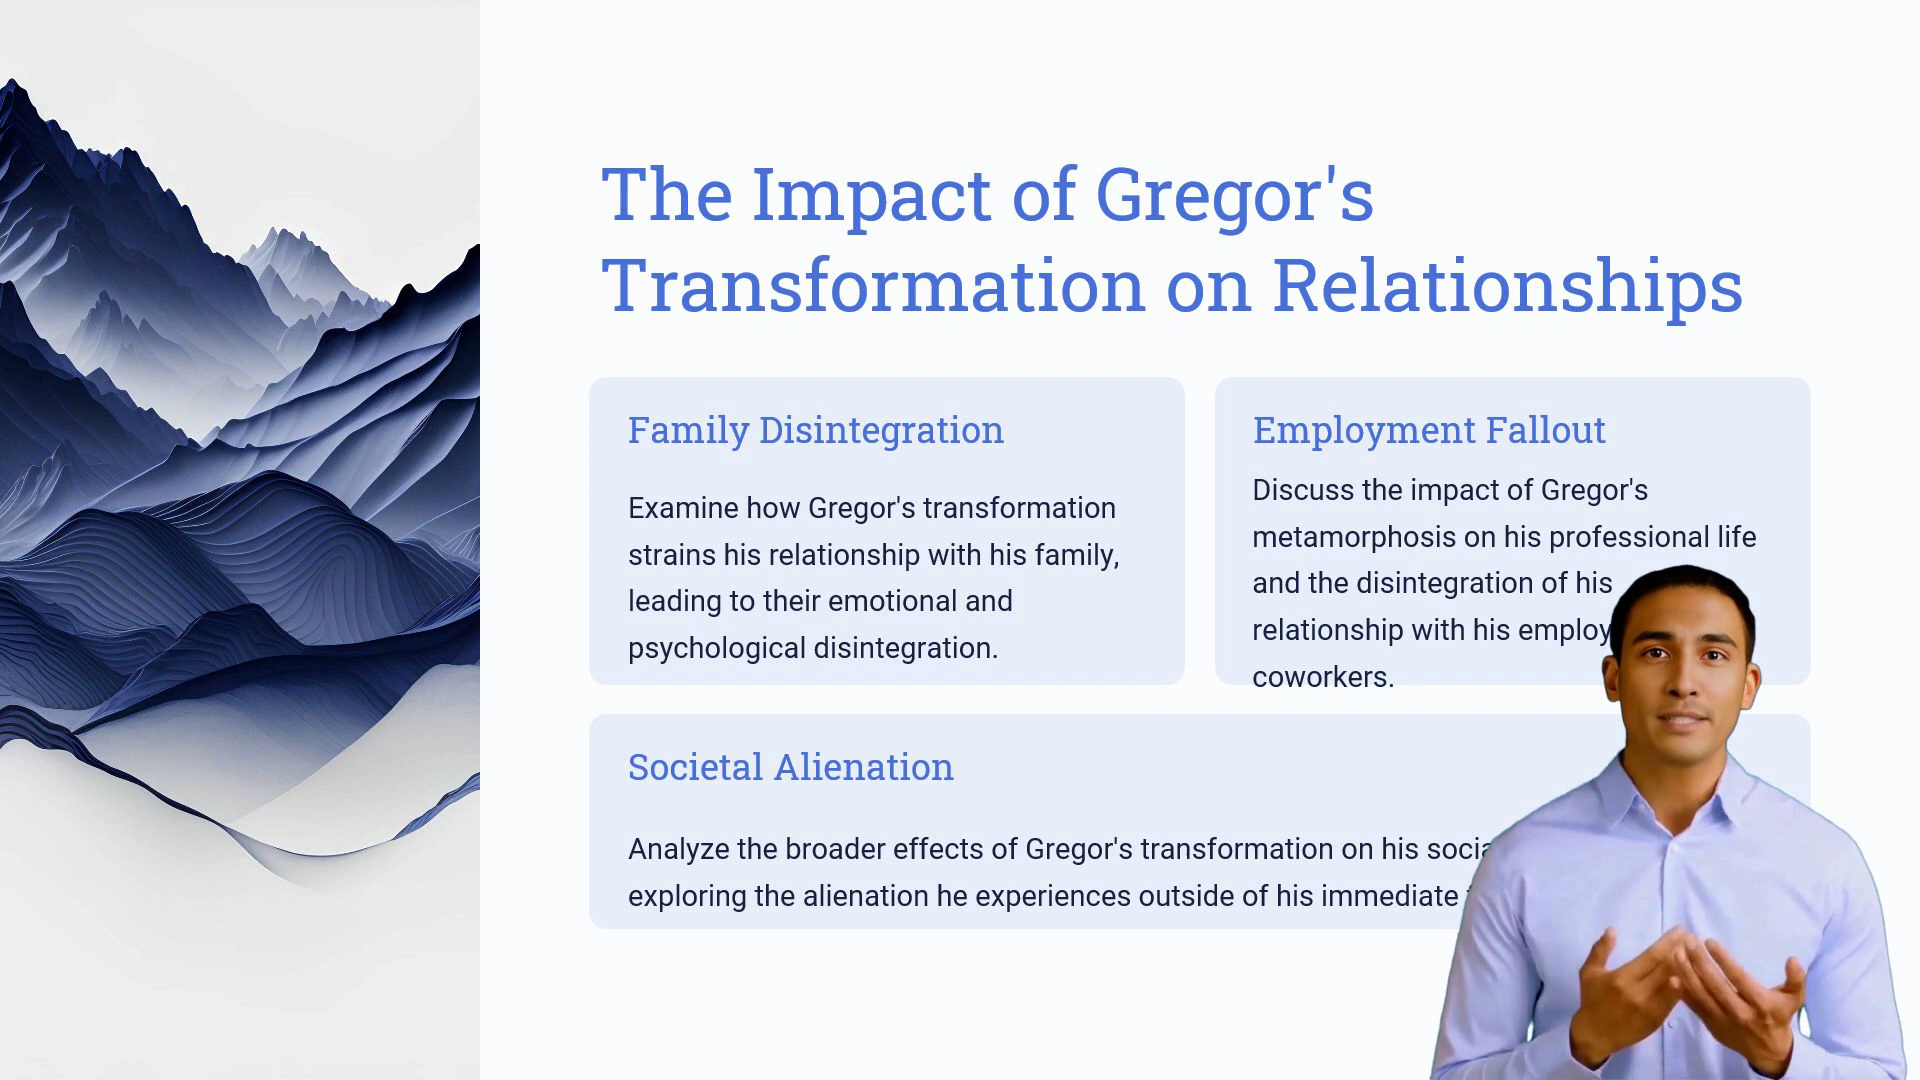 The Impact of Gregor's
Transformation on Relationships
Family Disintegration
Examine how Gregor's transformation
strains his relationship with his family,
leading to their emotional and
psychological disintegration.
Employment Fallout
Discuss the impact of Gregor's
metamorphosis on his professional life
and the disintegration of his
relationship with his
coworkers.
Societal Alienation
Analyze the broader effects of Gregor's transformation on his
exploring the alienation he experiences outside of his immediate